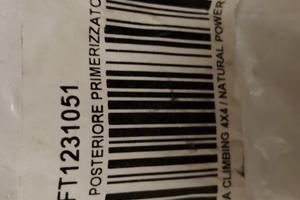 FT1231051
POSTERIORE PRIMERIZZATO
A CLIMBING 4X4 / NATURAL POWER